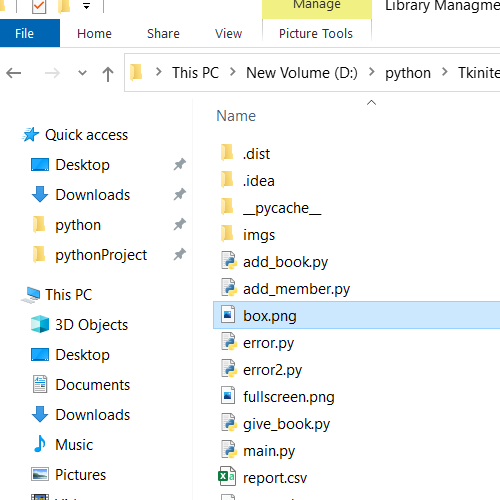 Manage
Library Managme
File
Home
Share
View
Picture Tools
This PC
New Volume (D:)
python
Tkinite
Name
Quick access
Desktop
Downloads
python
pythonProject
This PC
3D Objects
Desktop
Documents
Downloads
Music
Pictures
.dist
.idea
__pycache__
imgs
add_book.py
add_member.py
box.png
error.py
error2.py
fullscreen.png
give_book.py
main.py
report.csv